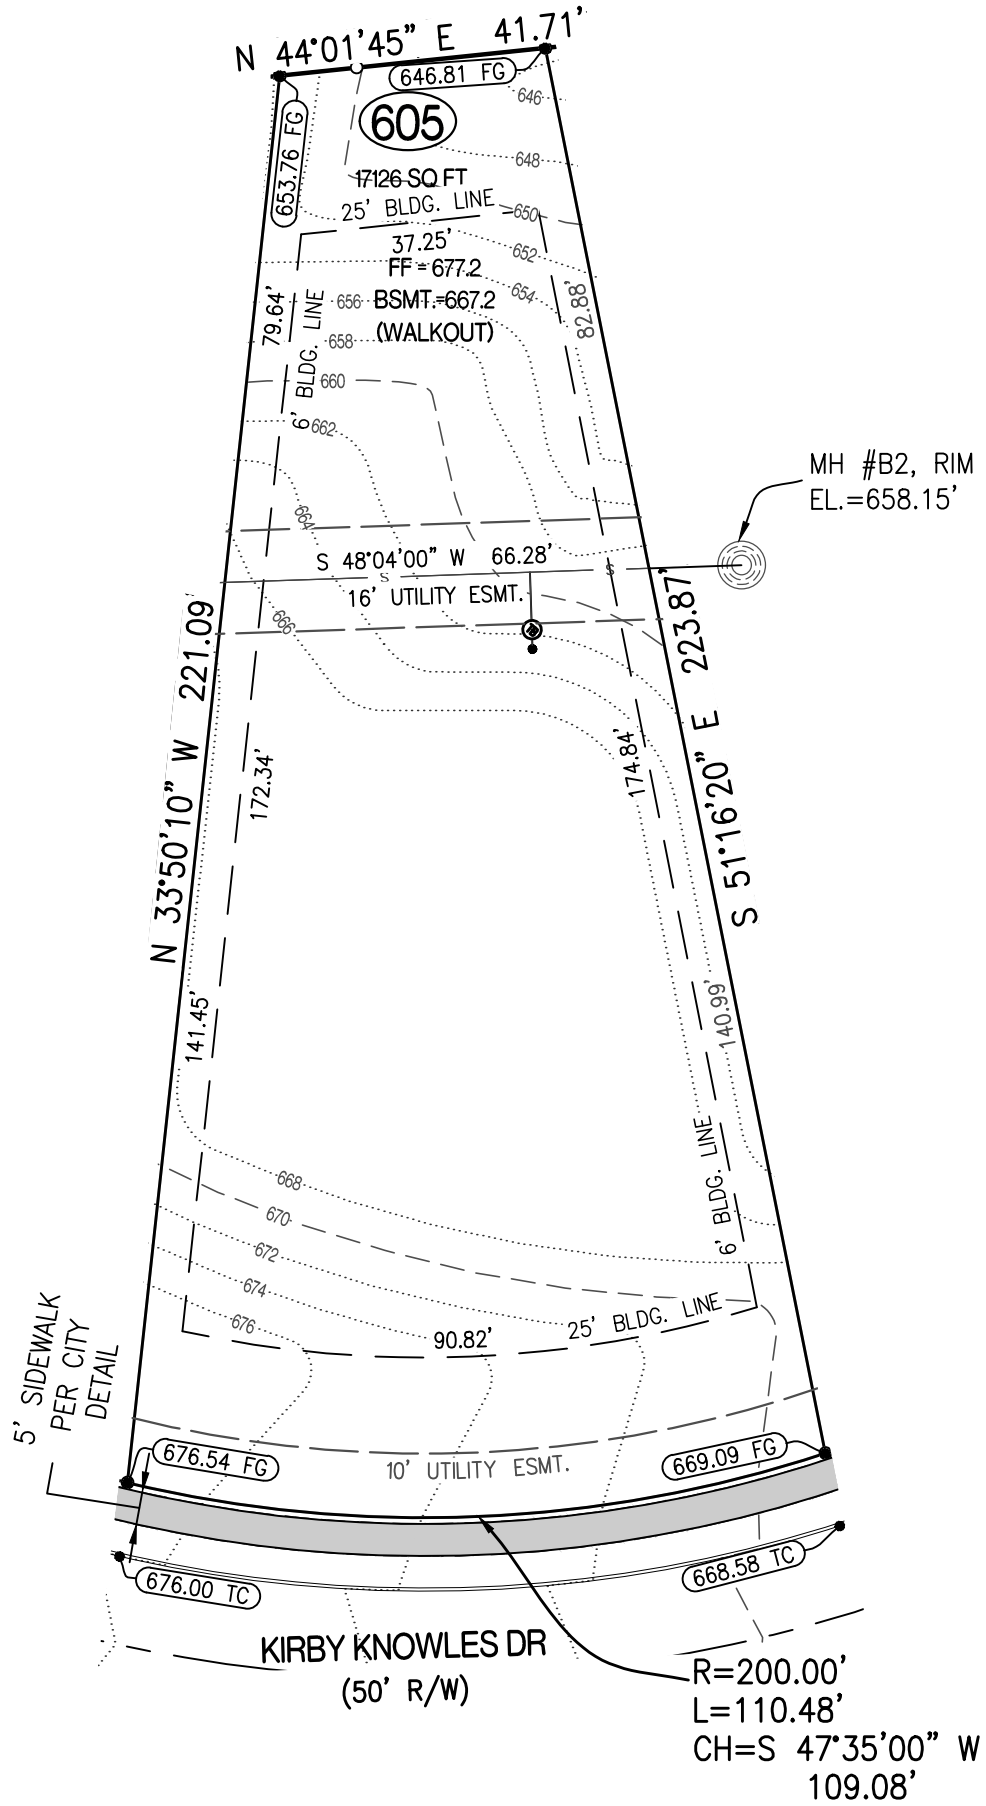 N 44°01'45" E 41.71'
646.81 FG
653.76 FG
605
646
648
17126 SQ FT
25' BLDG. LINE
650
37.25'
FF = 677.2
652
BSMT.=667.2
(WALKOUT)
654
656
658
660
662
664
666
79.64'
6' BLDG. LINE
82.88'
MH #B2, RIM
EL.=658.15'
S 48°04'00" W 66.28'
S
S
16' UTILITY ESMT.
N 33°50'10" W 221.09
S 51°16'20" E 223.87'
172.34'
174.84'
141.45'
140.99'
6' BLDG. LINE
668
670
672
674
676
25' BLDG. LINE
90.82'
5' SIDEWALK
PER CITY
DETAIL
676.54 FG
669.09 FG
10' UTILITY ESMT.
676.00 TC
668.58 TC
KIRBY KNOWLES DR
(50' R/W)
R=200.00'
L=110.48'
CH=S 47°35'00" W
109.08'